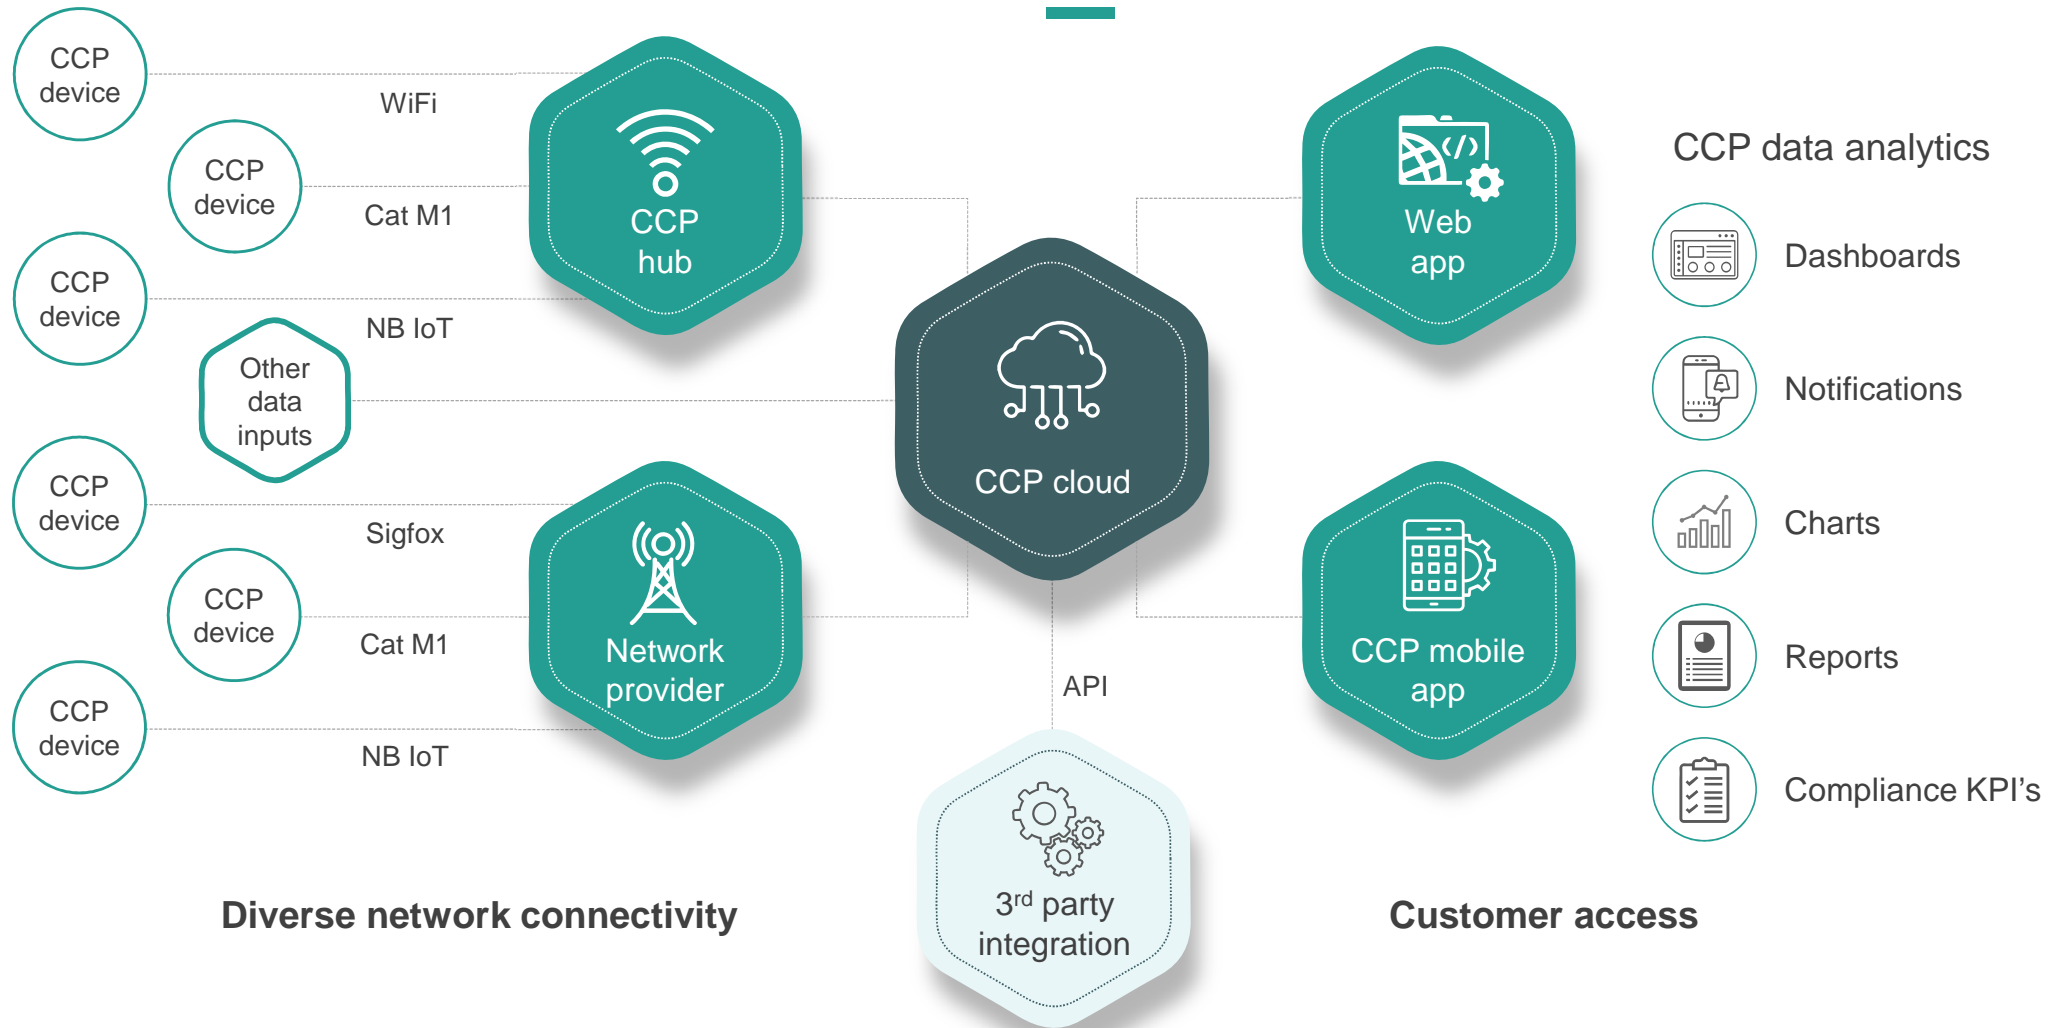 CCP
device
WiFi
CCP
device
Cat M1
CCP
device
NB IoT
Other
data
inputs
CCP
device
Sigfox
CCP
device
Cat M1
CCP
device
NB IoT
CCP
hub
Network
provider
CCP cloud
API
3rd party
integration
Web
app
CCP mobile
app
CCP data analytics
Dashboards
Notifications
Charts
Reports
Compliance KPI’s
Diverse network connectivity
Customer access